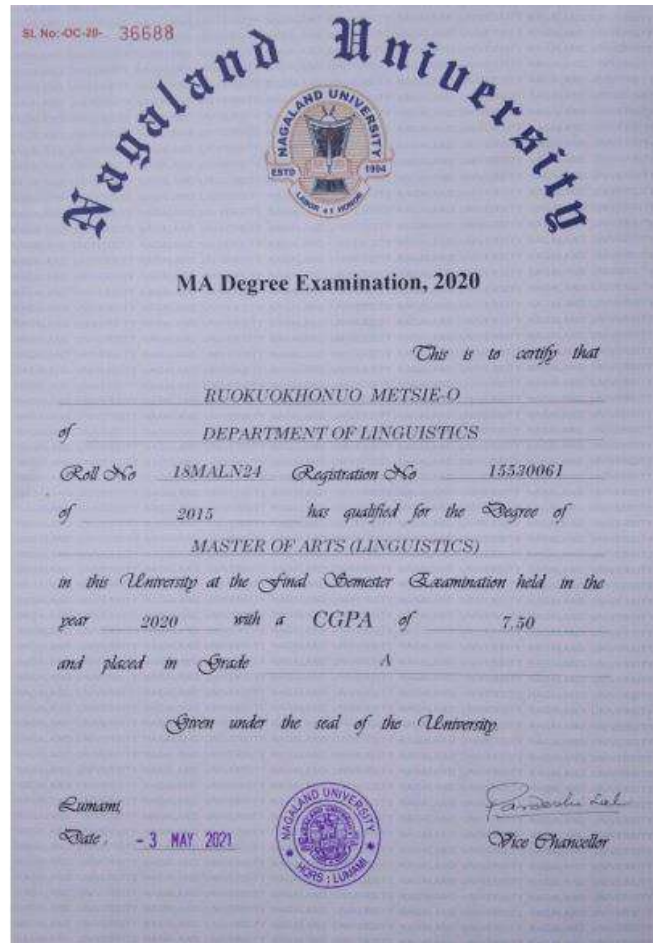 Sl. No:-OC-20- 36688
Nagaland University
NAGALAND UNIVERSITY
ESTD 1994
LABOR ET HONOR
MA Degree Examination, 2020
This is to certify that
RUOKUOKHONUO METSIE-O
of DEPARTMENT OF LINGUISTICS
Roll No 18MALN24 Registration No 15530061
of 2015 has qualified for the Degree of
MASTER OF ARTS (LINGUISTICS)
in this University at the Final Semester Examination held in the
year 2020 with a CGPA of 7.50
and placed in Grade A
Given under the seal of the University
Lumami,
Date : - 3 MAY 2021
NAGALAND UNIVERSITY
HQRS : LUMAMI
Vice Chancellor